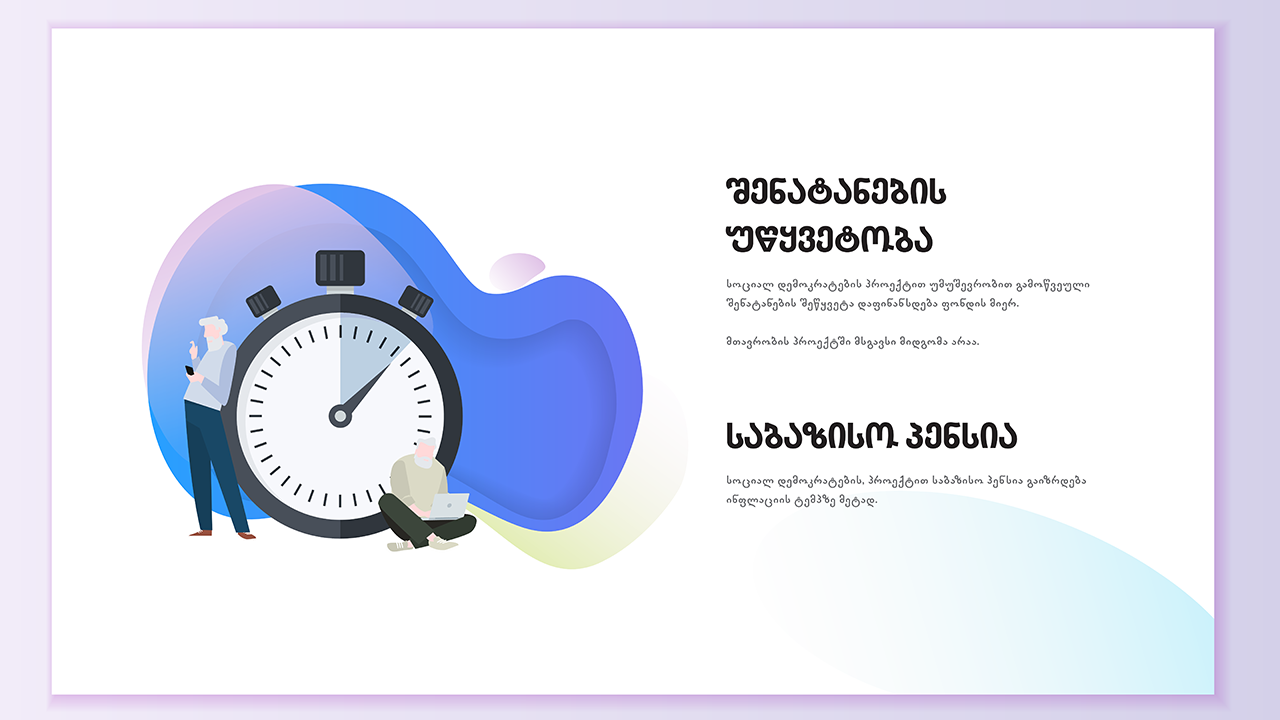 შენატანების
უწყვეტობა
სოციალ დემოკრატების პროექტით უმუშევრობით გამოწვეული
შენატანების შეწყვეტა დაფინანსდება ფონდის მიერ.
მთავრობის პროექტში მსგავსი მიდგომა არაა.
საბაზისო პენსია
სოციალ დემოკრატების, პროექტით საბაზისო პენსია გაიზრდება
ინფლაციის ტემპზე მეტად.